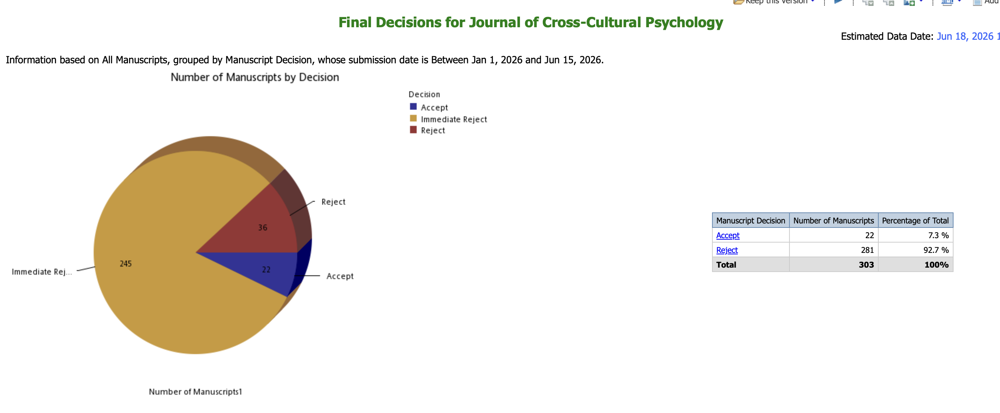 Keep this version
Add
Final Decisions for Journal of Cross-Cultural Psychology
Estimated Data Date: Jun 18, 2026 1
Information based on All Manuscripts, grouped by Manuscript Decision, whose submission date is Between Jan 1, 2026 and Jun 15, 2026.
Number of Manuscripts by Decision
Decision
Accept
Immediate Reject
Reject
Reject
36
245
22
Immediate Rej...
Accept
Number of Manuscripts1
Manuscript Decision Number of Manuscripts Percentage of Total
Accept 22 7.3 %
Reject 281 92.7 %
Total 303 100%